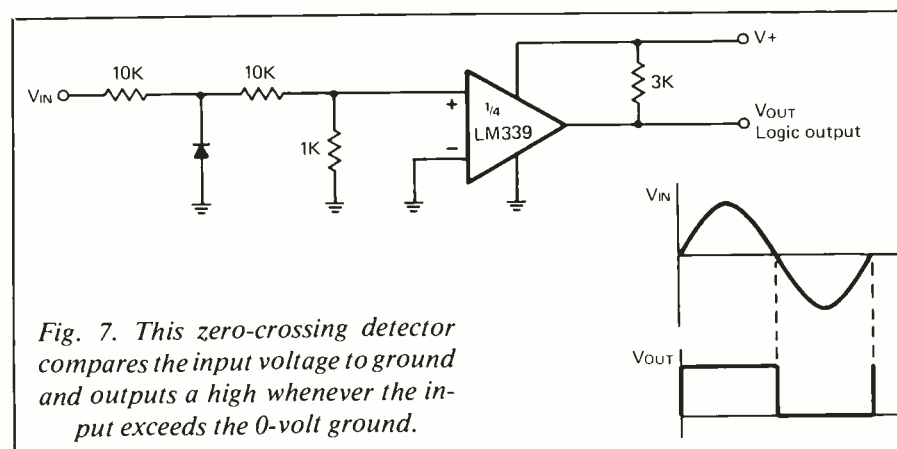 10K
10K
V+
VIN
3K
+
1/4
LM339
−
1K
VOUT
Logic output
VIN
VOUT
Fig. 7. This zero-crossing detector
compares the input voltage to ground
and outputs a high whenever the in-
put exceeds the 0-volt ground.